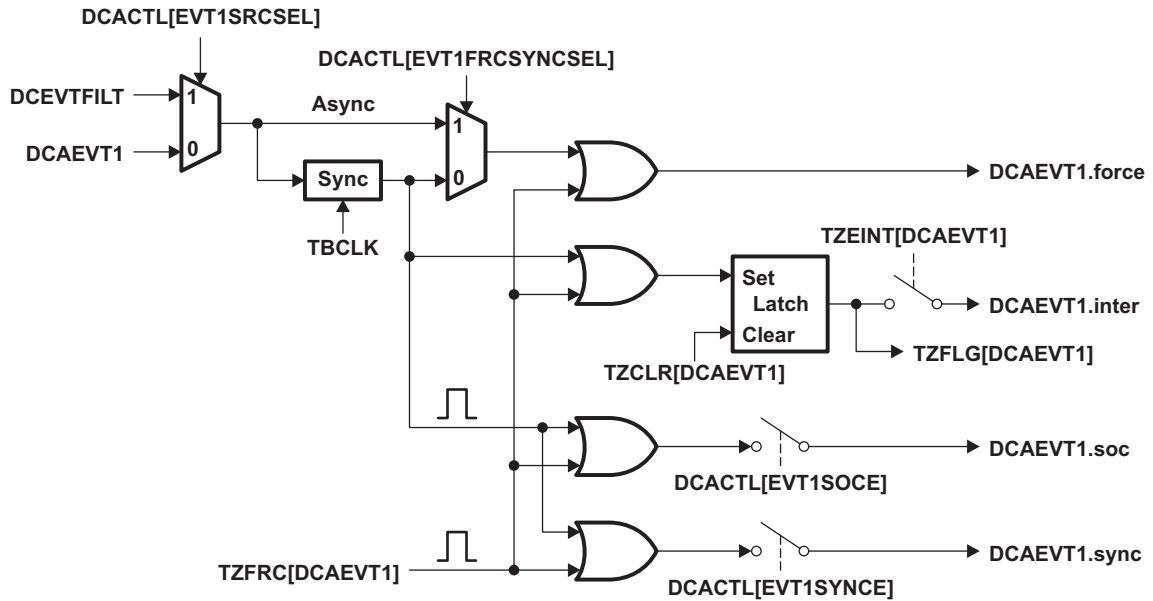 DCACTL[EVT1SRCSEL]
DCACTL[EVT1FRCSYNCSEL]
DCEVTFILT
1
Async
1
DCAEVT1
0
Sync
0
DCAEVT1.force
TBCLK
TZEINT[DCAEVT1]
Set
Latch
DCAEVT1.inter
Clear
TZFLG[DCAEVT1]
TZCLR[DCAEVT1]
DCAEVT1.soc
DCACTL[EVT1SOCE]
DCAEVT1.sync
TZFRC[DCAEVT1]
DCACTL[EVT1SYNCE]